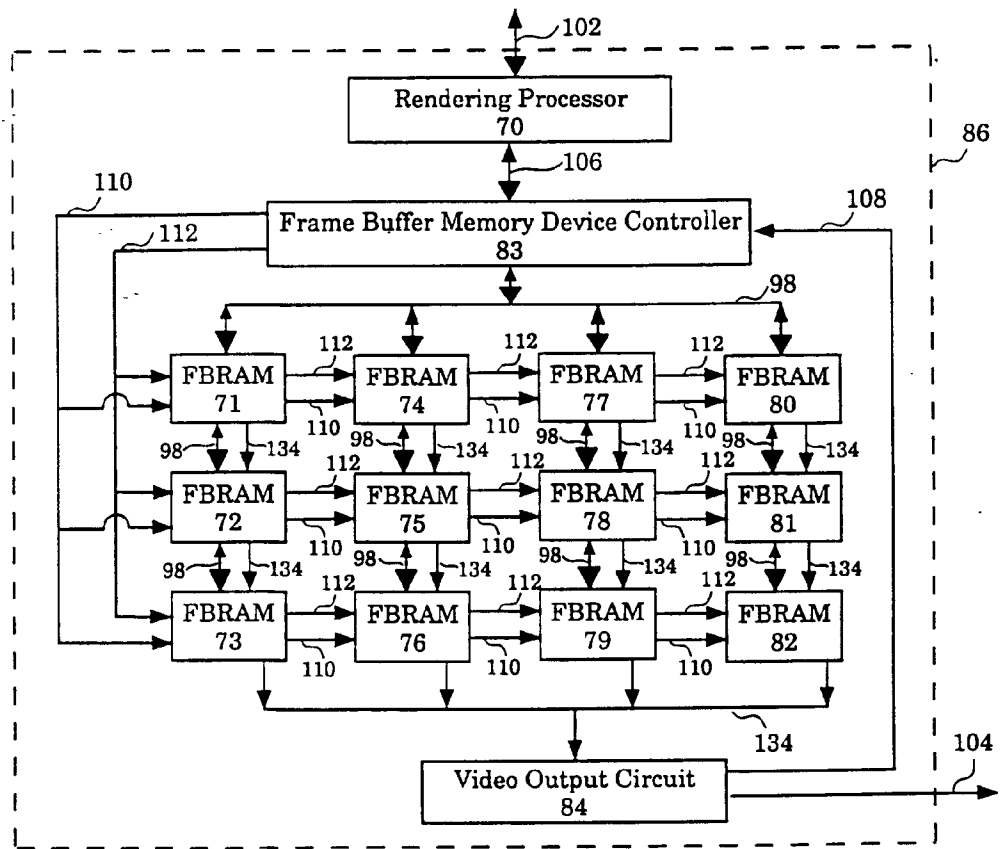 102
Rendering Processor
70
86
106
110
108
Frame Buffer Memory Device Controller
83
112
98
112 112 112
FBRAM FBRAM FBRAM FBRAM
71 74 77 80
110 110 110
98 134 98 134 98 134 98 134
112 112 112
FBRAM FBRAM FBRAM FBRAM
72 75 78 81
110 110 110
98 134 98 134 98 134 98 134
112 112 112
FBRAM FBRAM FBRAM FBRAM
73 76 79 82
110 110 110
134
104
Video Output Circuit
84